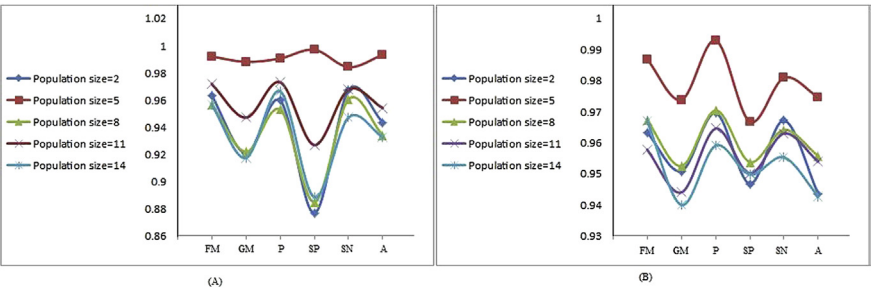 1.02
1
0.98
0.96
0.94
0.92
0.9
0.88
0.86
Population size=2
Population size=5
Population size=8
Population size=11
Population size=14
FM GM P SP SN A
(A)
1
0.99
0.98
0.97
0.96
0.95
0.94
0.93
Population size=2
Population size=5
Population size=8
Population size=11
Population size=14
FM GM P SP SN A
(B)